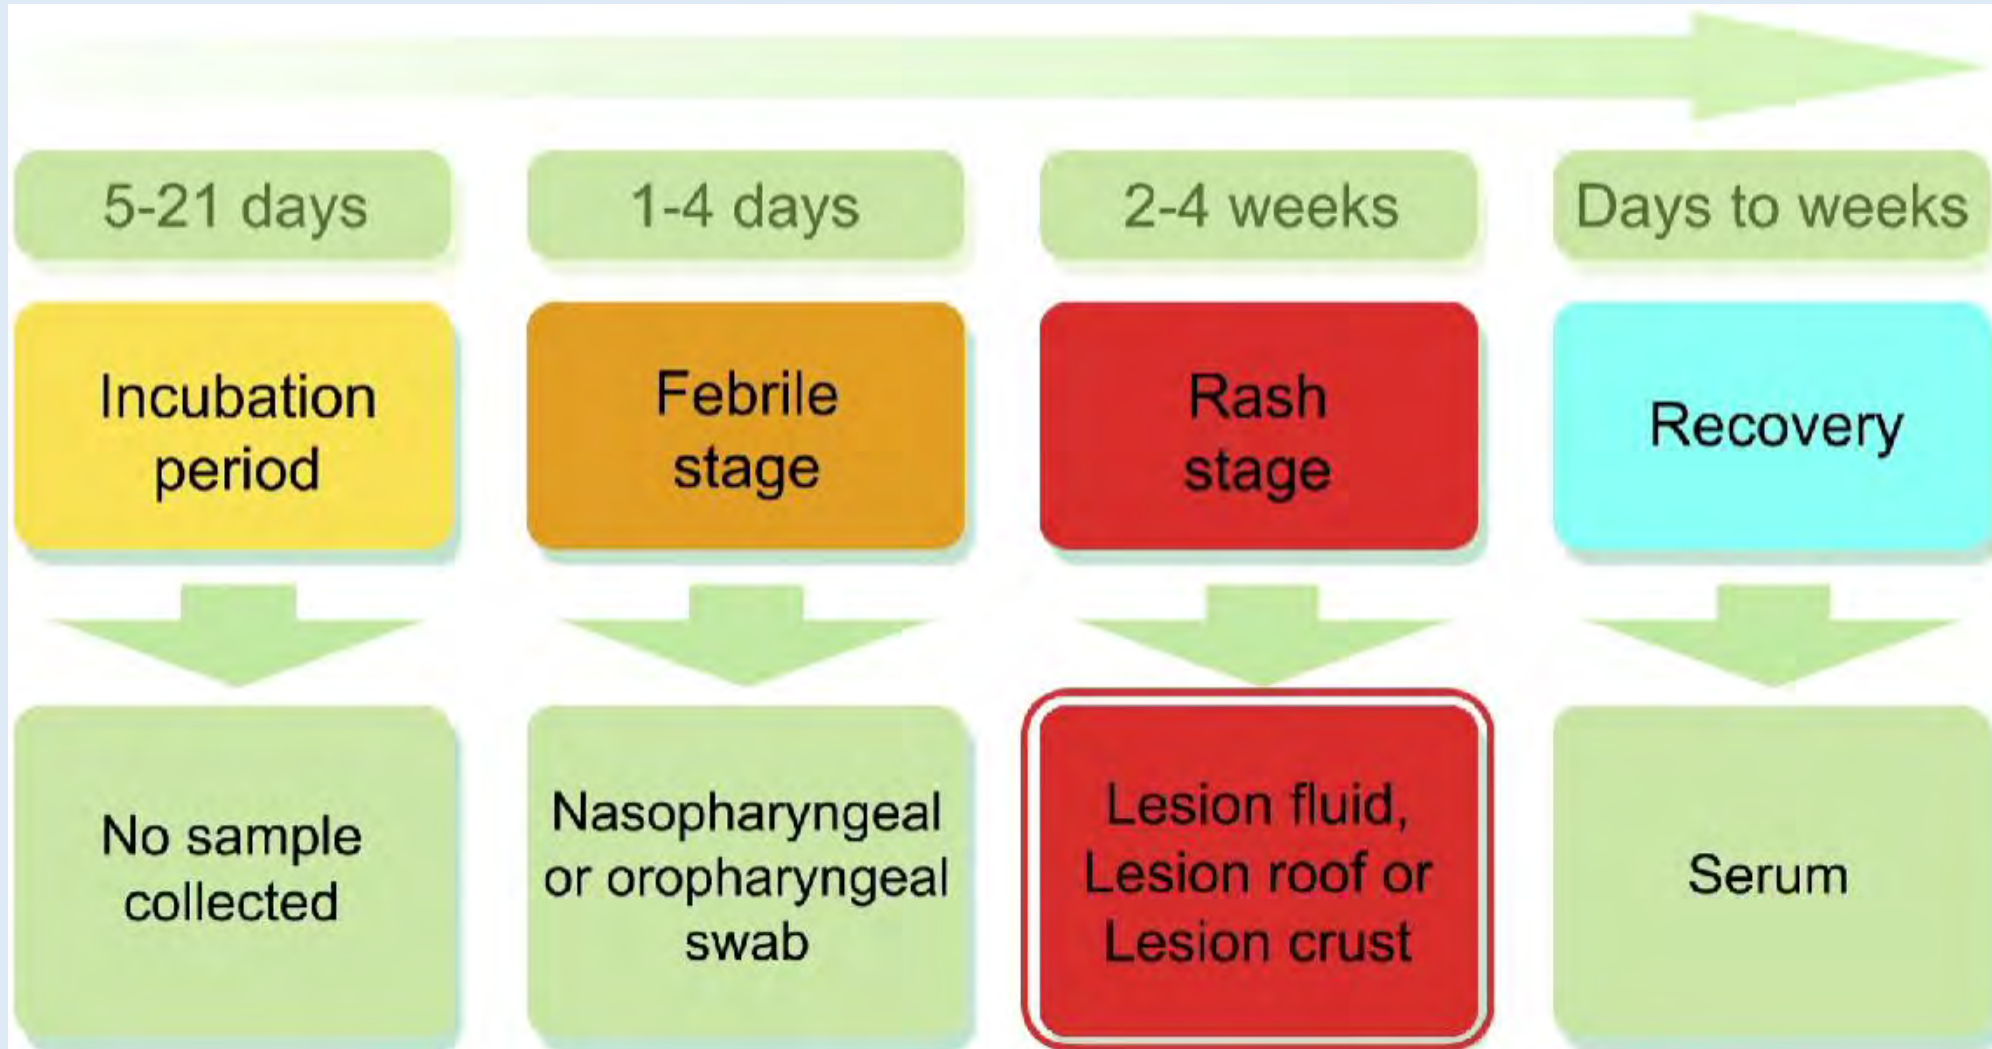 5-21 days
1-4 days
2-4 weeks
Days to weeks
Incubation
period
Febrile
stage
Rash
stage
Recovery
No sample
collected
Nasopharyngeal
or oropharyngeal
swab
Lesion fluid,
Lesion roof or
Lesion crust
Serum